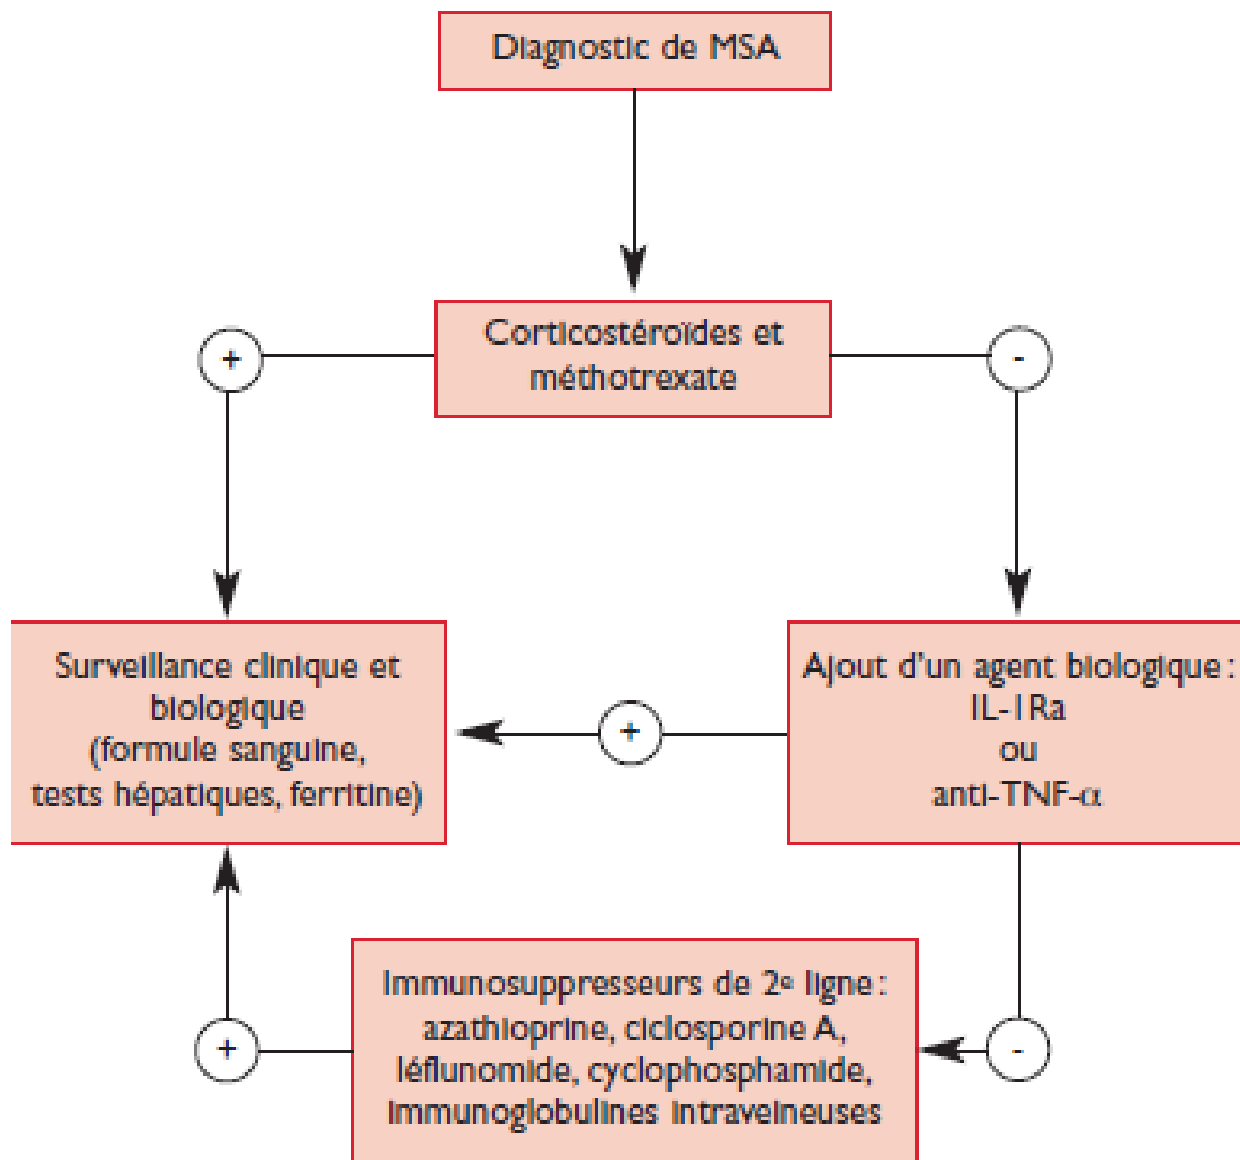 Diagnostic de MSA
Corticostéroïdes et
méthotrexate
+
-
Surveillance clinique et
biologique
(formule sanguine,
tests hépatiques, ferritine)
+
Ajout d'un agent biologique :
IL-1Ra
ou
anti-TNF-α
Immunosuppresseurs de 2e ligne :
azathioprine, ciclosporine A,
léflunomide, cyclophosphamide,
immunoglobulines intraveineuses
+
-